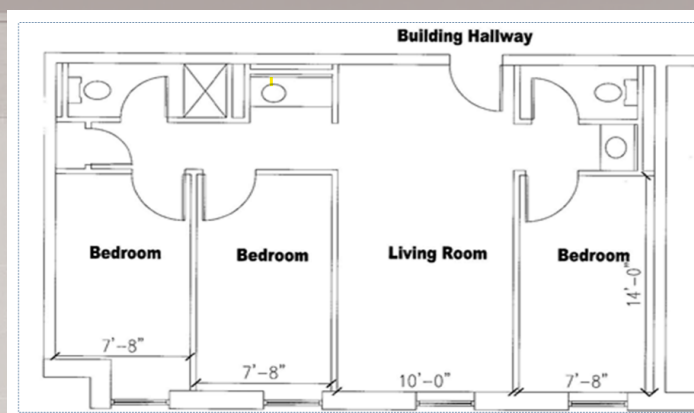 Building Hallway
Bedroom
Bedroom
Living Room
Bedroom
14'-0"
7'-8"
7'-8"
10'-0"
7'-8"